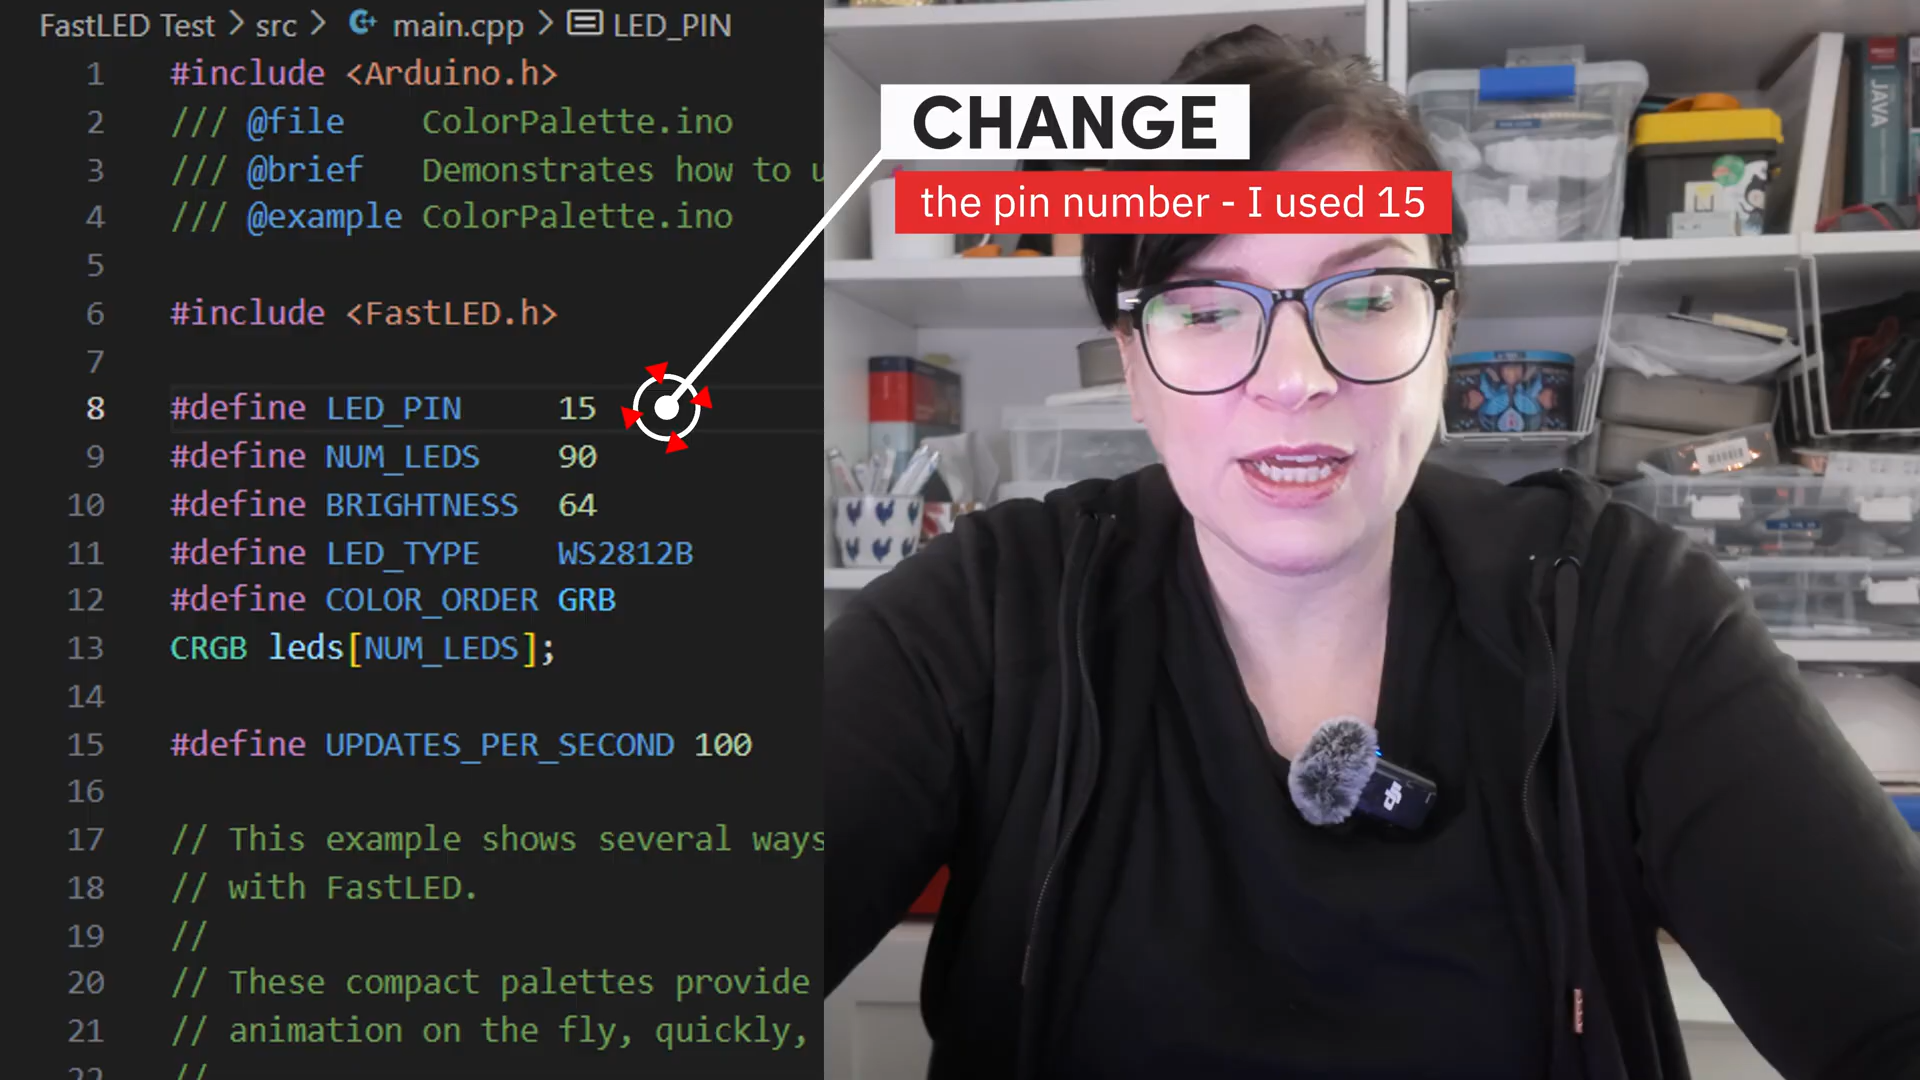 FastLED Test > src > C++ main.cpp > LED_PIN
1 #include <Arduino.h>
2 /// @file ColorPalette.ino
3 /// @brief Demonstrates how to u
4 /// @example ColorPalette.ino
5
6 #include <FastLED.h>
7
8 #define LED_PIN 15
9 #define NUM_LEDS 90
10 #define BRIGHTNESS 64
11 #define LED_TYPE WS2812B
12 #define COLOR_ORDER GRB
13 CRGB leds[NUM_LEDS];
14
15 #define UPDATES_PER_SECOND 100
16
17 // This example shows several ways
18 // with FastLED.
19 //
20 // These compact palettes provide
21 // animation on the fly, quickly,
22 //
CHANGE
the pin number - I used 15
JAVA
dji